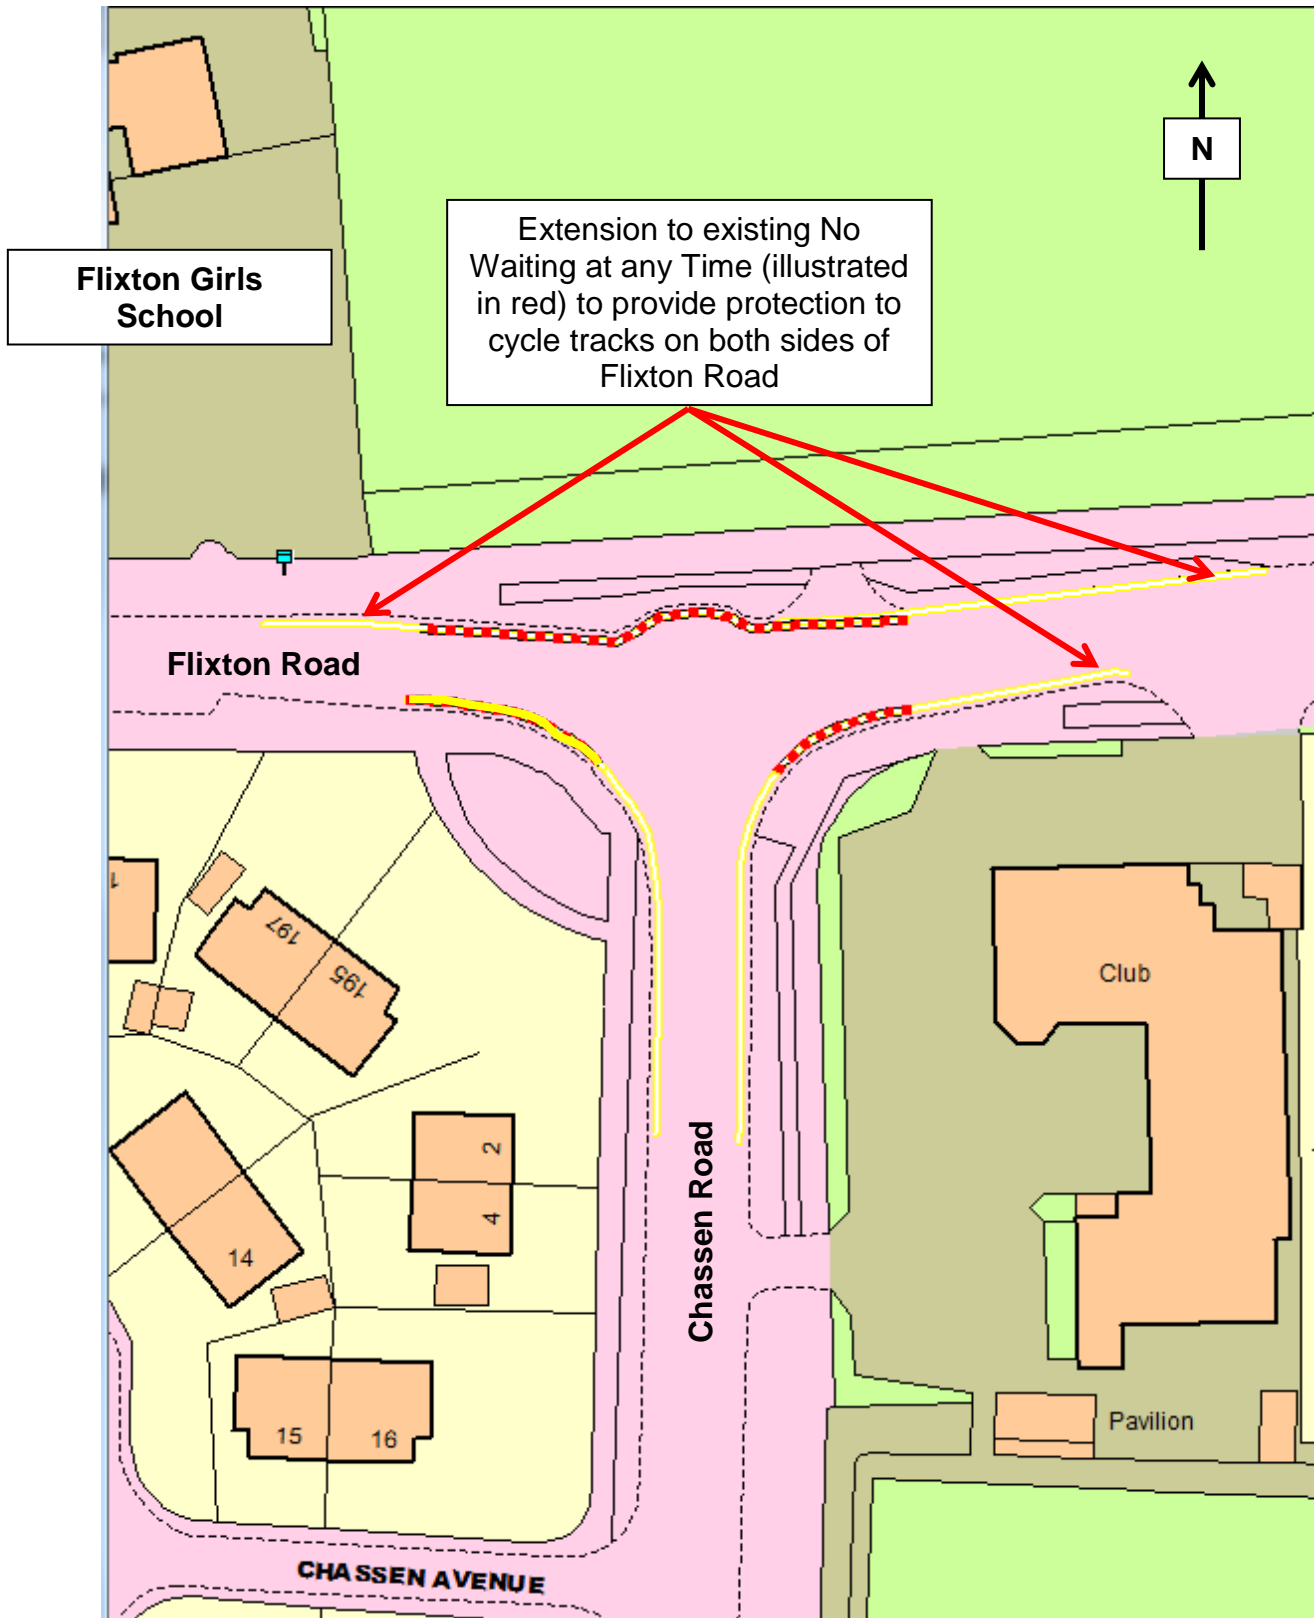 N
Extension to existing No
Waiting at any Time (illustrated
in red) to provide protection to
cycle tracks on both sides of
Flixton Road
Flixton Girls
School
Flixton Road
197
195
Club
2
4
14
Chassen Road
15
16
Pavilion
CHASSEN AVENUE